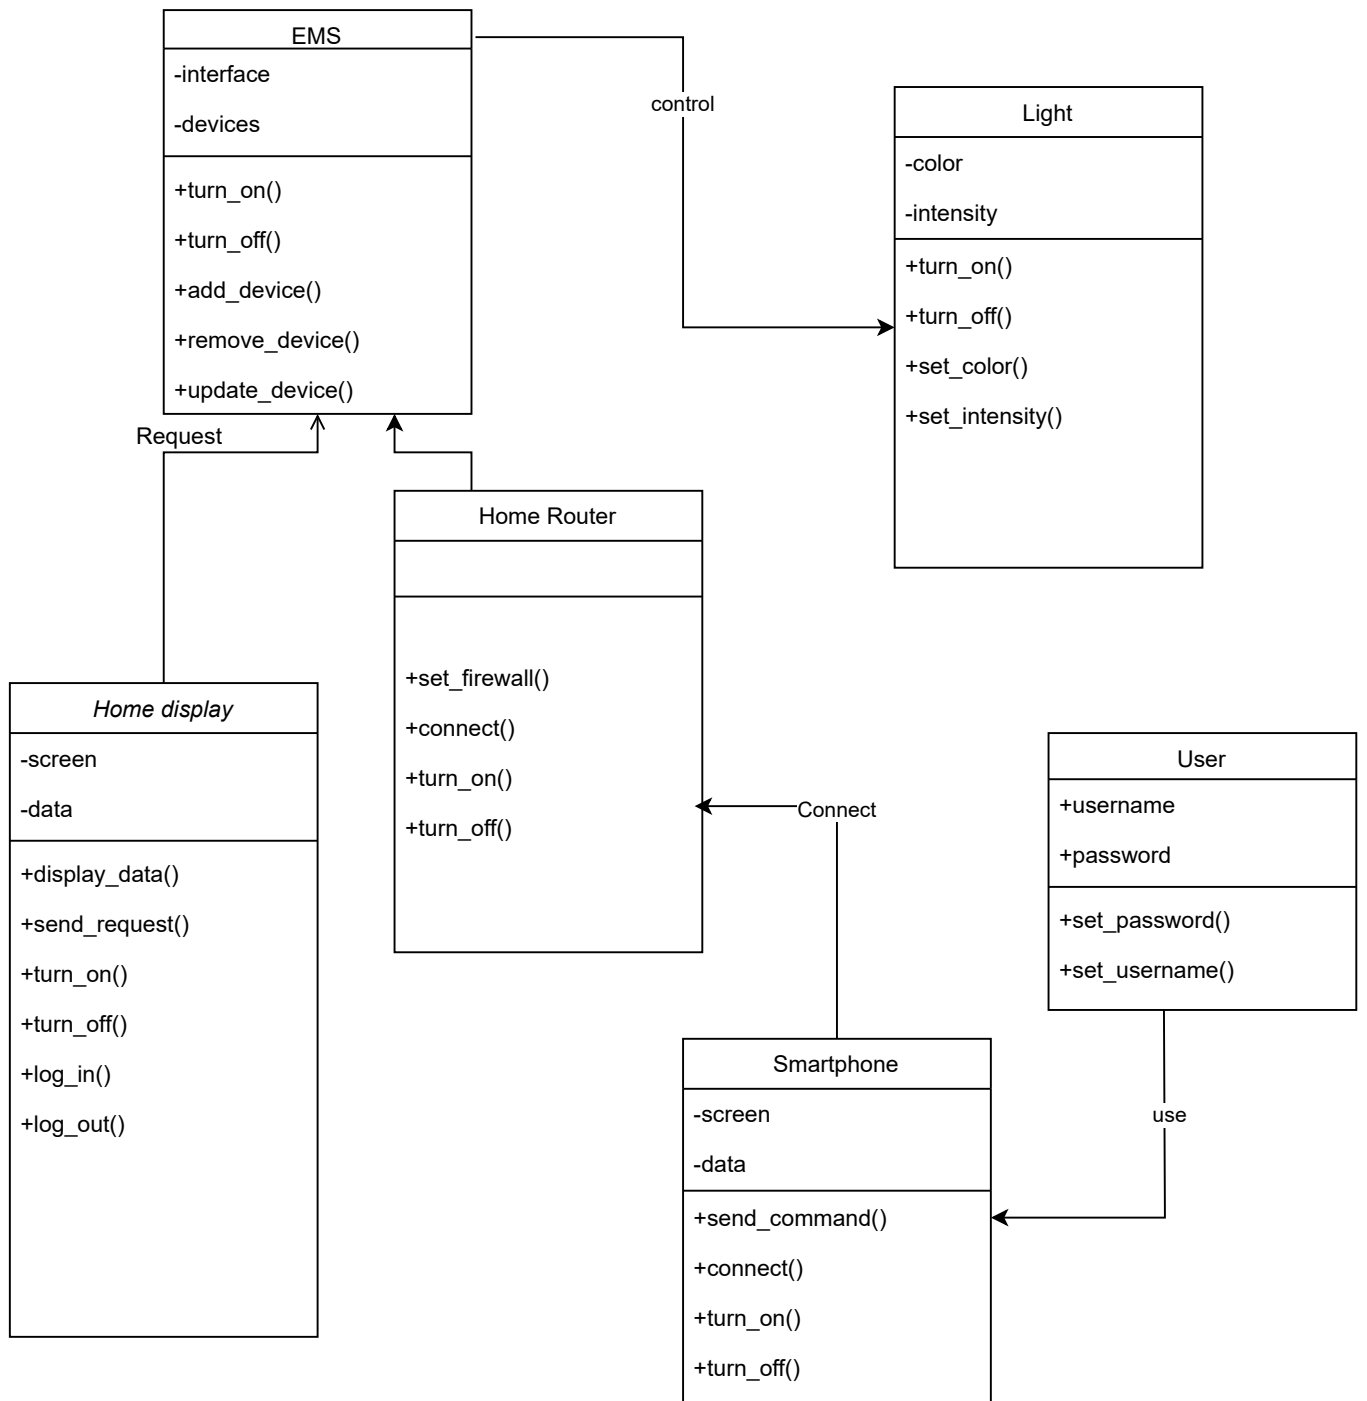 EMS
-interface
-devices
+turn_on()
+turn_off()
+add_device()
+remove_device()
+update_device()
control
Light
-color
-intensity
+turn_on()
+turn_off()
+set_color()
+set_intensity()
Request
Home Router
+set_firewall()
+connect()
+turn_on()
+turn_off()
Home display
-screen
-data
+display_data()
+send_request()
+turn_on()
+turn_off()
+log_in()
+log_out()
Connect
User
+username
+password
+set_password()
+set_username()
use
Smartphone
-screen
-data
+send_command()
+connect()
+turn_on()
+turn_off()